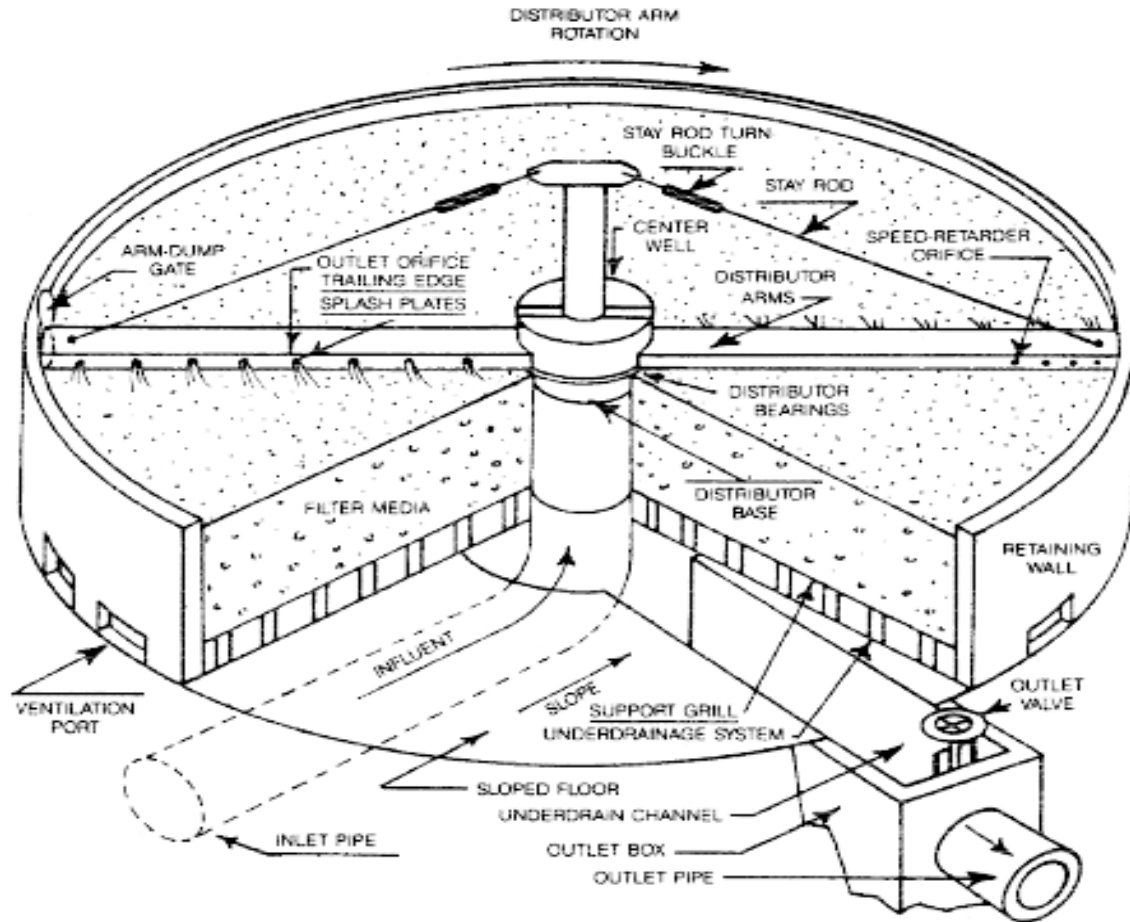 DISTRIBUTOR ARM
ROTATION
STAY ROD TURN-
BUCKLE
STAY ROD
CENTER
WELL
SPEED-RETARDER
ORIFICE
ARM-DUMP
GATE
OUTLET ORIFICE
TRAILING EDGE
SPLASH PLATES
DISTRIBUTOR
ARMS
DISTRIBUTOR
BEARINGS
FILTER MEDIA
DISTRIBUTOR
BASE
RETAINING
WALL
INFLUENT
SLOPE
VENTILATION
PORT
SUPPORT GRILL
UNDERDRAINAGE SYSTEM
OUTLET
VALVE
SLOPED FLOOR
UNDERDRAIN CHANNEL
INLET PIPE
OUTLET BOX
OUTLET PIPE